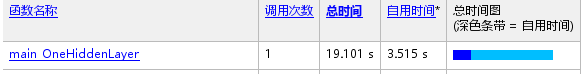 函数名称 调用次数 总时间 自用时间* 总时间图
(深色条带 = 自用时间)
main_OneHiddenLayer 1 19.101 s 3.515 s